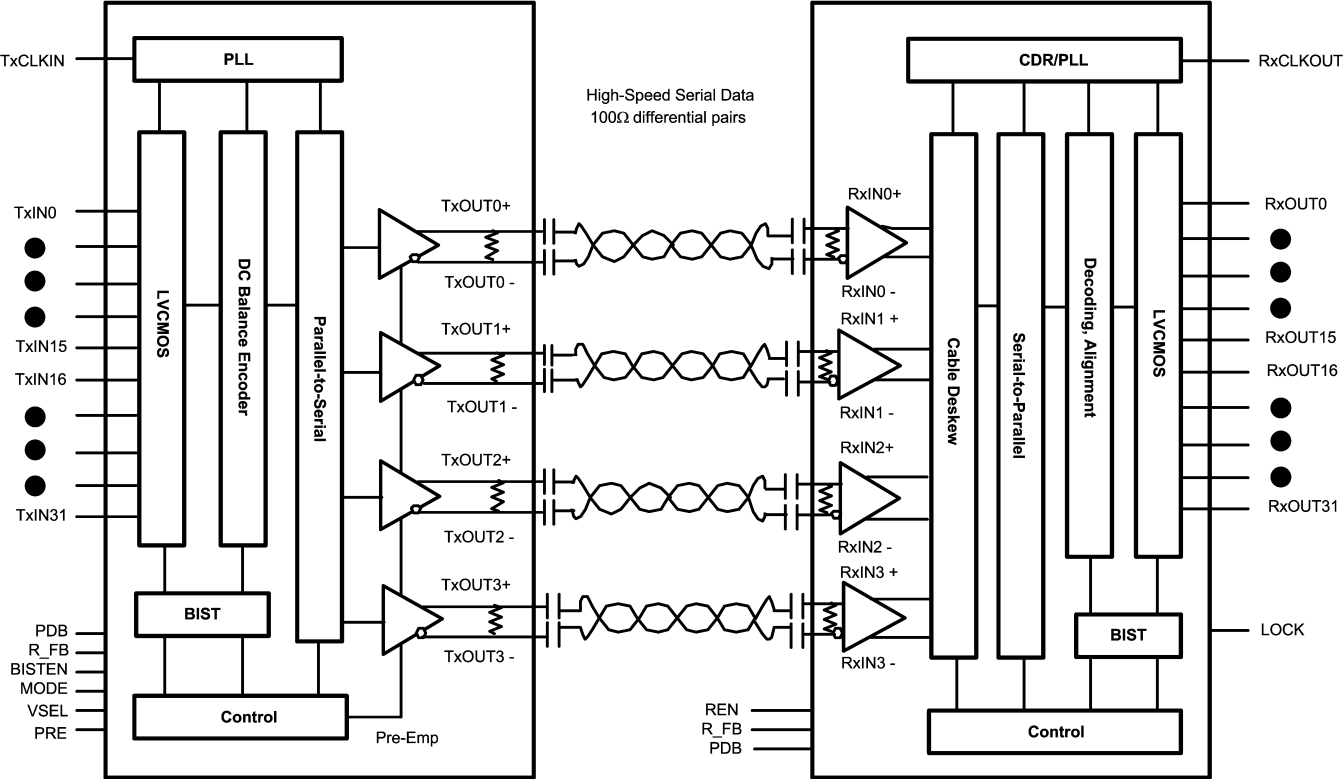 TxCLKIN
PLL
High-Speed Serial Data
100Ω differential pairs
CDR/PLL
RxCLKOUT
TxIN0
TxIN15
TxIN16
TxIN31
LVCMOS
DC Balance Encoder
Parallel-to-Serial
TxOUT0+
TxOUT0 -
TxOUT1+
TxOUT1 -
TxOUT2+
TxOUT2 -
TxOUT3+
TxOUT3 -
RxIN0+
RxIN0 -
RxIN1 +
RxIN1 -
RxIN2+
RxIN2 -
RxIN3 +
RxIN3 -
Cable Deskew
Serial-to-Parallel
Decoding, Alignment
LVCMOS
RxOUT0
RxOUT15
RxOUT16
RxOUT31
BIST
PDB
R_FB
BISTEN
MODE
VSEL
PRE
Control
Pre-Emp
BIST
LOCK
REN
R_FB
PDB
Control